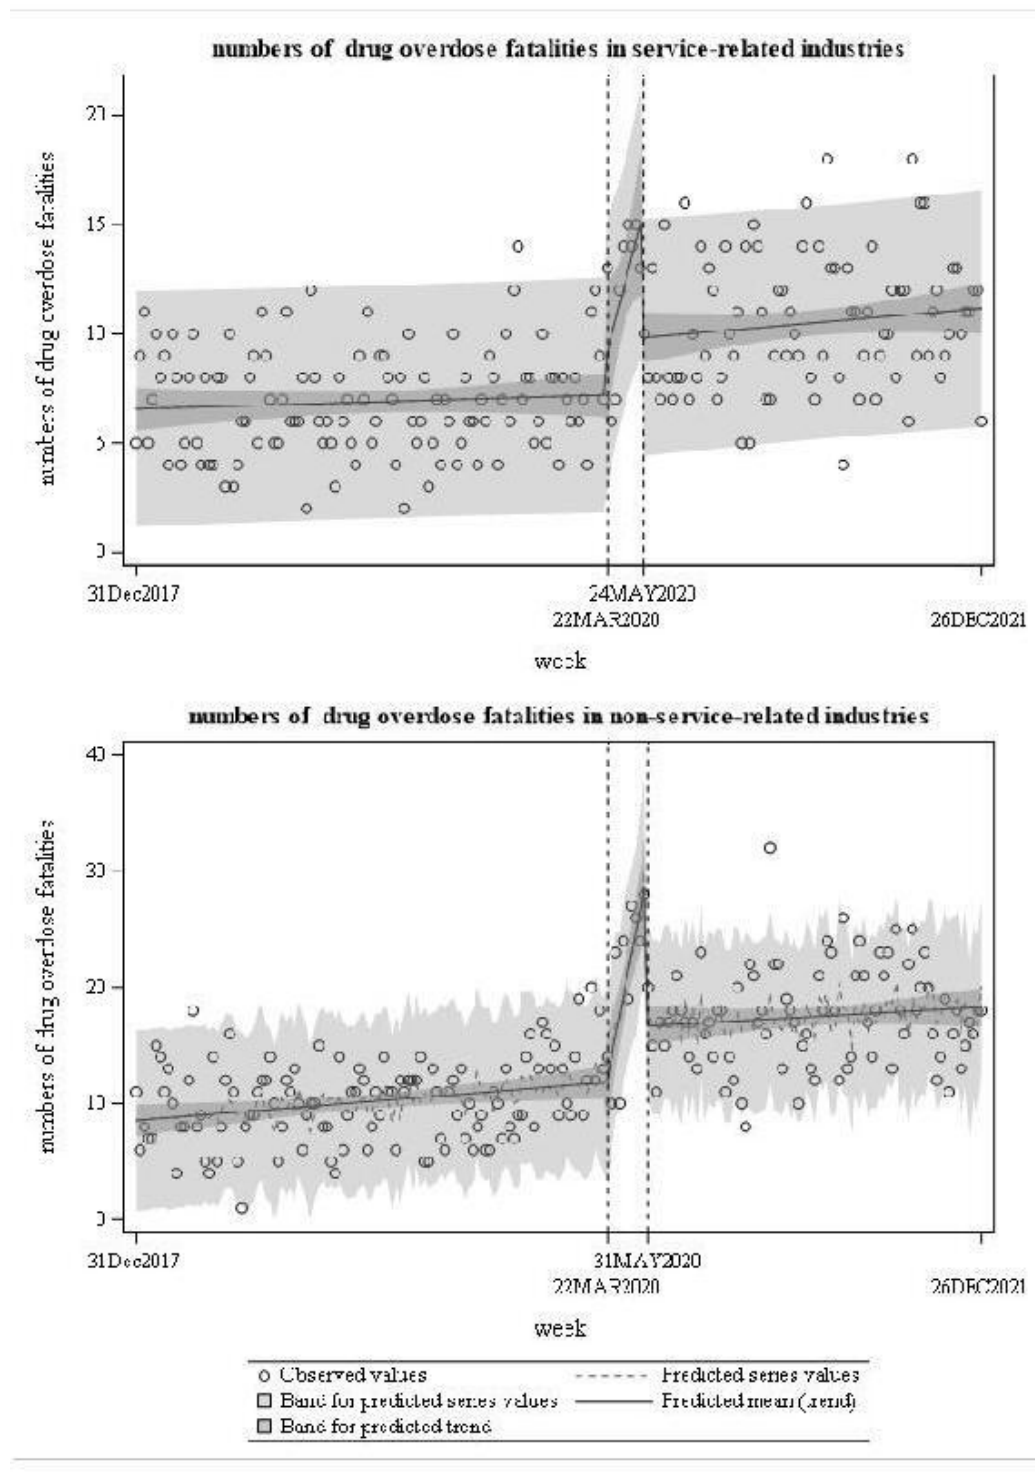 numbers of drug overdose fatalities in service-related industries
numbers of drug overdose fatalities
20
15
10
5
0
31Dec2017
24MAY2020
22MAR2020
26DEC2021
week
numbers of drug overdose fatalities in non-service-related industries
numbers of drug overdose fatalities
40
30
20
10
0
31Dec2017
31MAY2020
22MAR2020
26DEC2021
week
Observed values
Predicted series values
Band for predicted series values
Predicted mean (trend)
Band for predicted trend